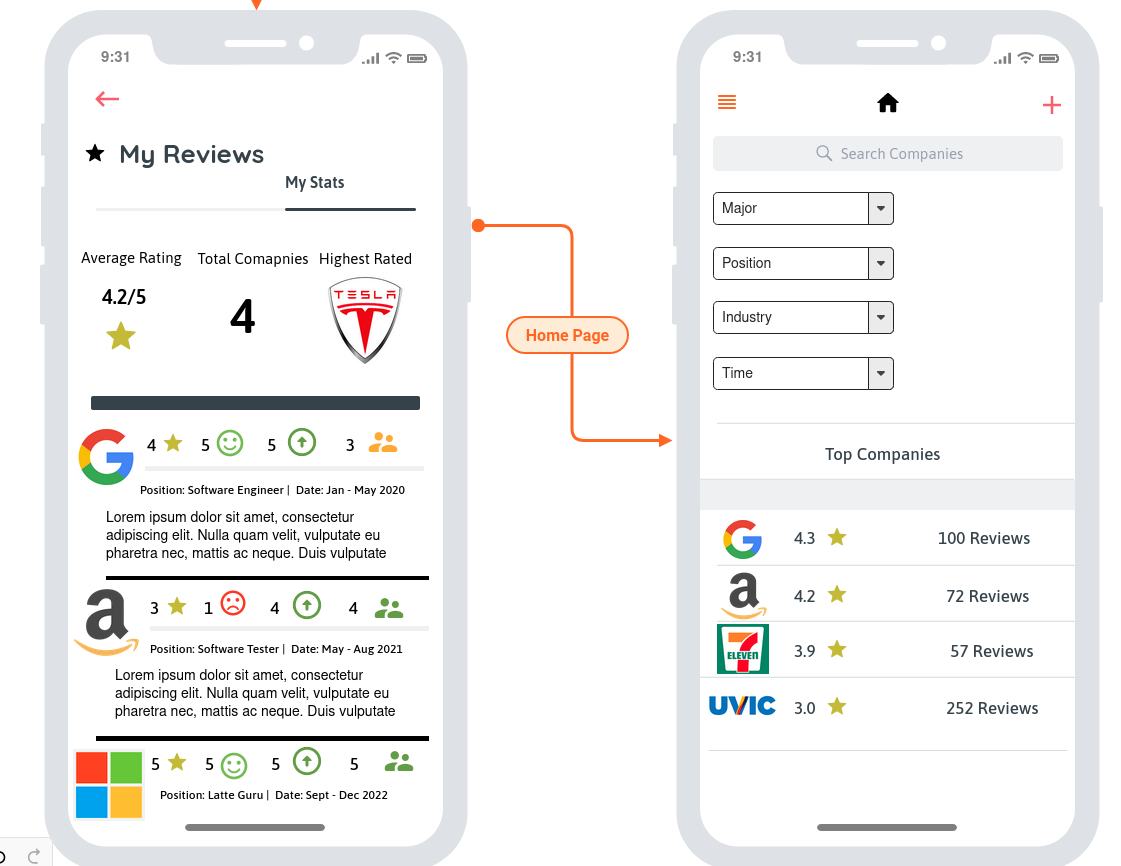 9:31
My Reviews
My Stats
Average Rating Total Comapnies Highest Rated
4.2/5
4
TESLA
4 5 5 3
Position: Software Engineer | Date: Jan - May 2020
Lorem ipsum dolor sit amet, consectetur
adipiscing elit. Nulla quam velit, vulputate eu
pharetra nec, mattis ac neque. Duis vulputate
a 3 1 4 4
Position: Software Tester | Date: May - Aug 2021
Lorem ipsum dolor sit amet, consectetur
adipiscing elit. Nulla quam velit, vulputate eu
pharetra nec, mattis ac neque. Duis vulputate
5 5 5 5
Position: Latte Guru | Date: Sept - Dec 2022
Home Page
9:31
Search Companies
Major
Position
Industry
Time
Top Companies
G 4.3 100 Reviews
a 4.2 72 Reviews
7 ELEVEN 3.9 57 Reviews
UVIC 3.0 252 Reviews